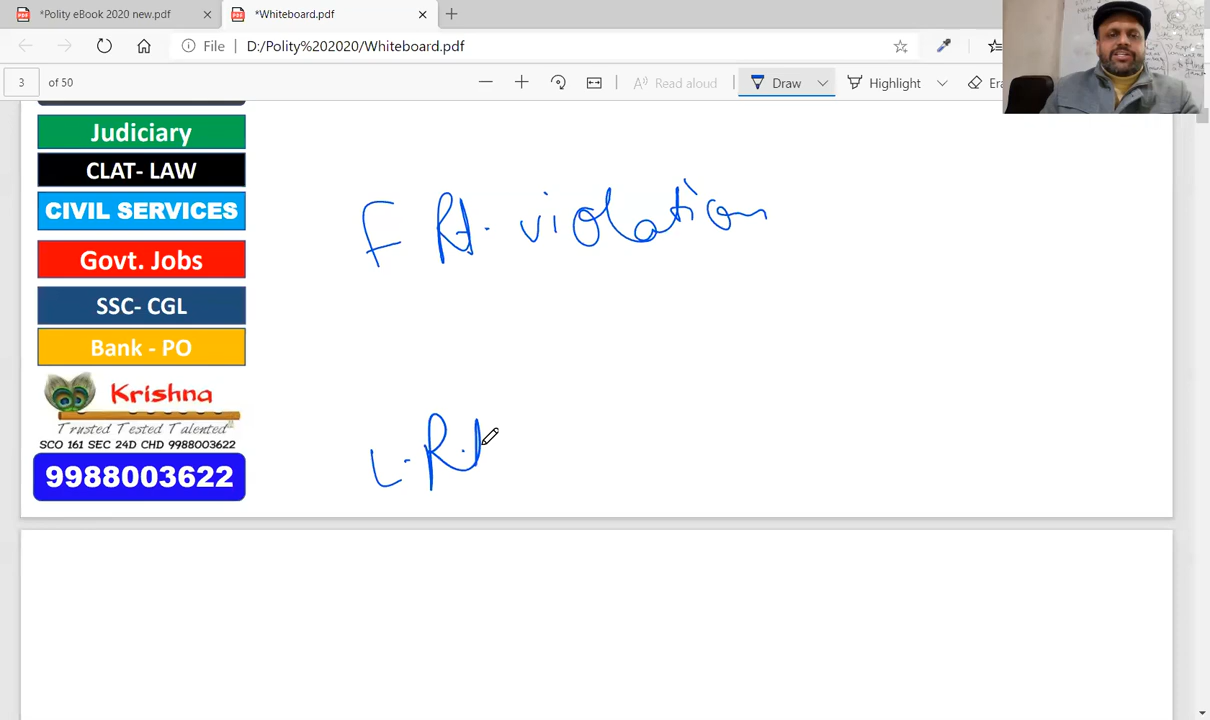 *Polity eBook 2020 new.pdf
*Whiteboard.pdf
File D:/Polity%202020/Whiteboard.pdf
3 of 50 Read aloud Draw Highlight Era
Judiciary
CLAT- LAW
CIVIL SERVICES
Govt. Jobs
SSC- CGL
Bank - PO
Krishna
Trusted Tested Talented
SCO 161 SEC 24D CHD 9988003622
9988003622
F Rt. violation
L.R.